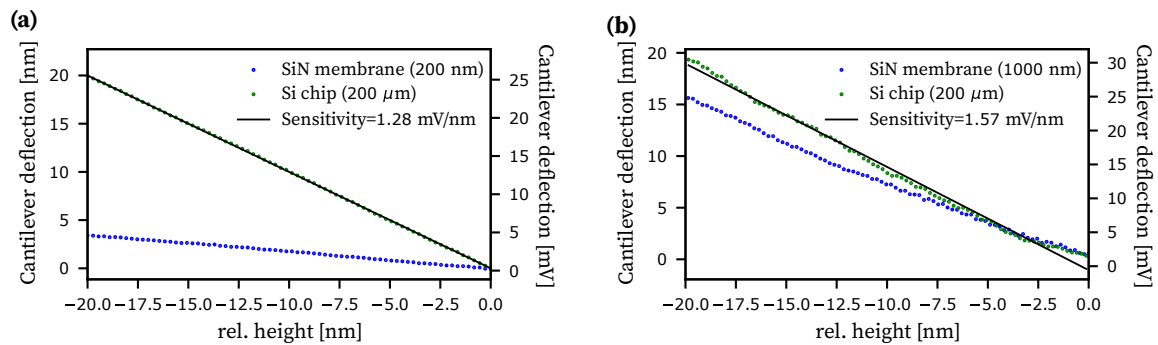 (a)
Cantilever deflection [nm]
20
15
10
5
0
SiN membrane (200 nm)
Si chip (200 μm)
Sensitivity=1.28 mV/nm
25
20
15
10
5
0
Cantilever deflection [mV]
−20.0 −17.5 −15.0 −12.5 −10.0 −7.5 −5.0 −2.5 0.0
rel. height [nm]
(b)
Cantilever deflection [nm]
20
15
10
5
0
SiN membrane (1000 nm)
Si chip (200 μm)
Sensitivity=1.57 mV/nm
30
25
20
15
10
5
0
Cantilever deflection [mV]
−20.0 −17.5 −15.0 −12.5 −10.0 −7.5 −5.0 −2.5 0.0
rel. height [nm]